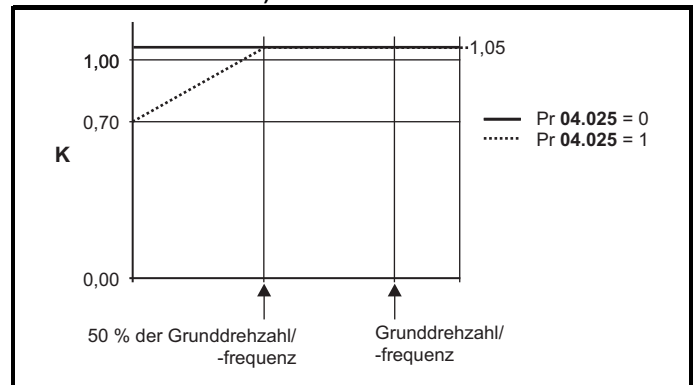 1,00
0,70
K
0,00
1,05
Pr 04.025 = 0
Pr 04.025 = 1
50 % der Grunddrehzahl/
-frequenz
Grunddrehzahl/
-frequenz